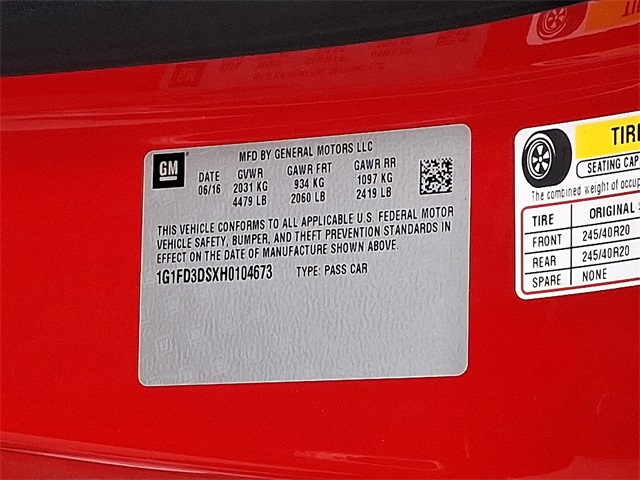 MFD BY GENERAL MOTORS LLC
GM
DATE GVWR GAWR FRT GAWR RR
06/16 2031 KG 934 KG 1097 KG
4479 LB 2060 LB 2419 LB
THIS VEHICLE CONFORMS TO ALL APPLICABLE U.S. FEDERAL MOTOR
VEHICLE SAFETY, BUMPER, AND THEFT PREVENTION STANDARDS IN
EFFECT ON THE DATE OF MANUFACTURE SHOWN ABOVE.
1G1FD3DSXH0104673 TYPE: PASS CAR
TIRE
SEATING CAP
The combined weight of occup
TIRE ORIGINAL
FRONT 245/40R20
REAR 245/40R20
SPARE NONE